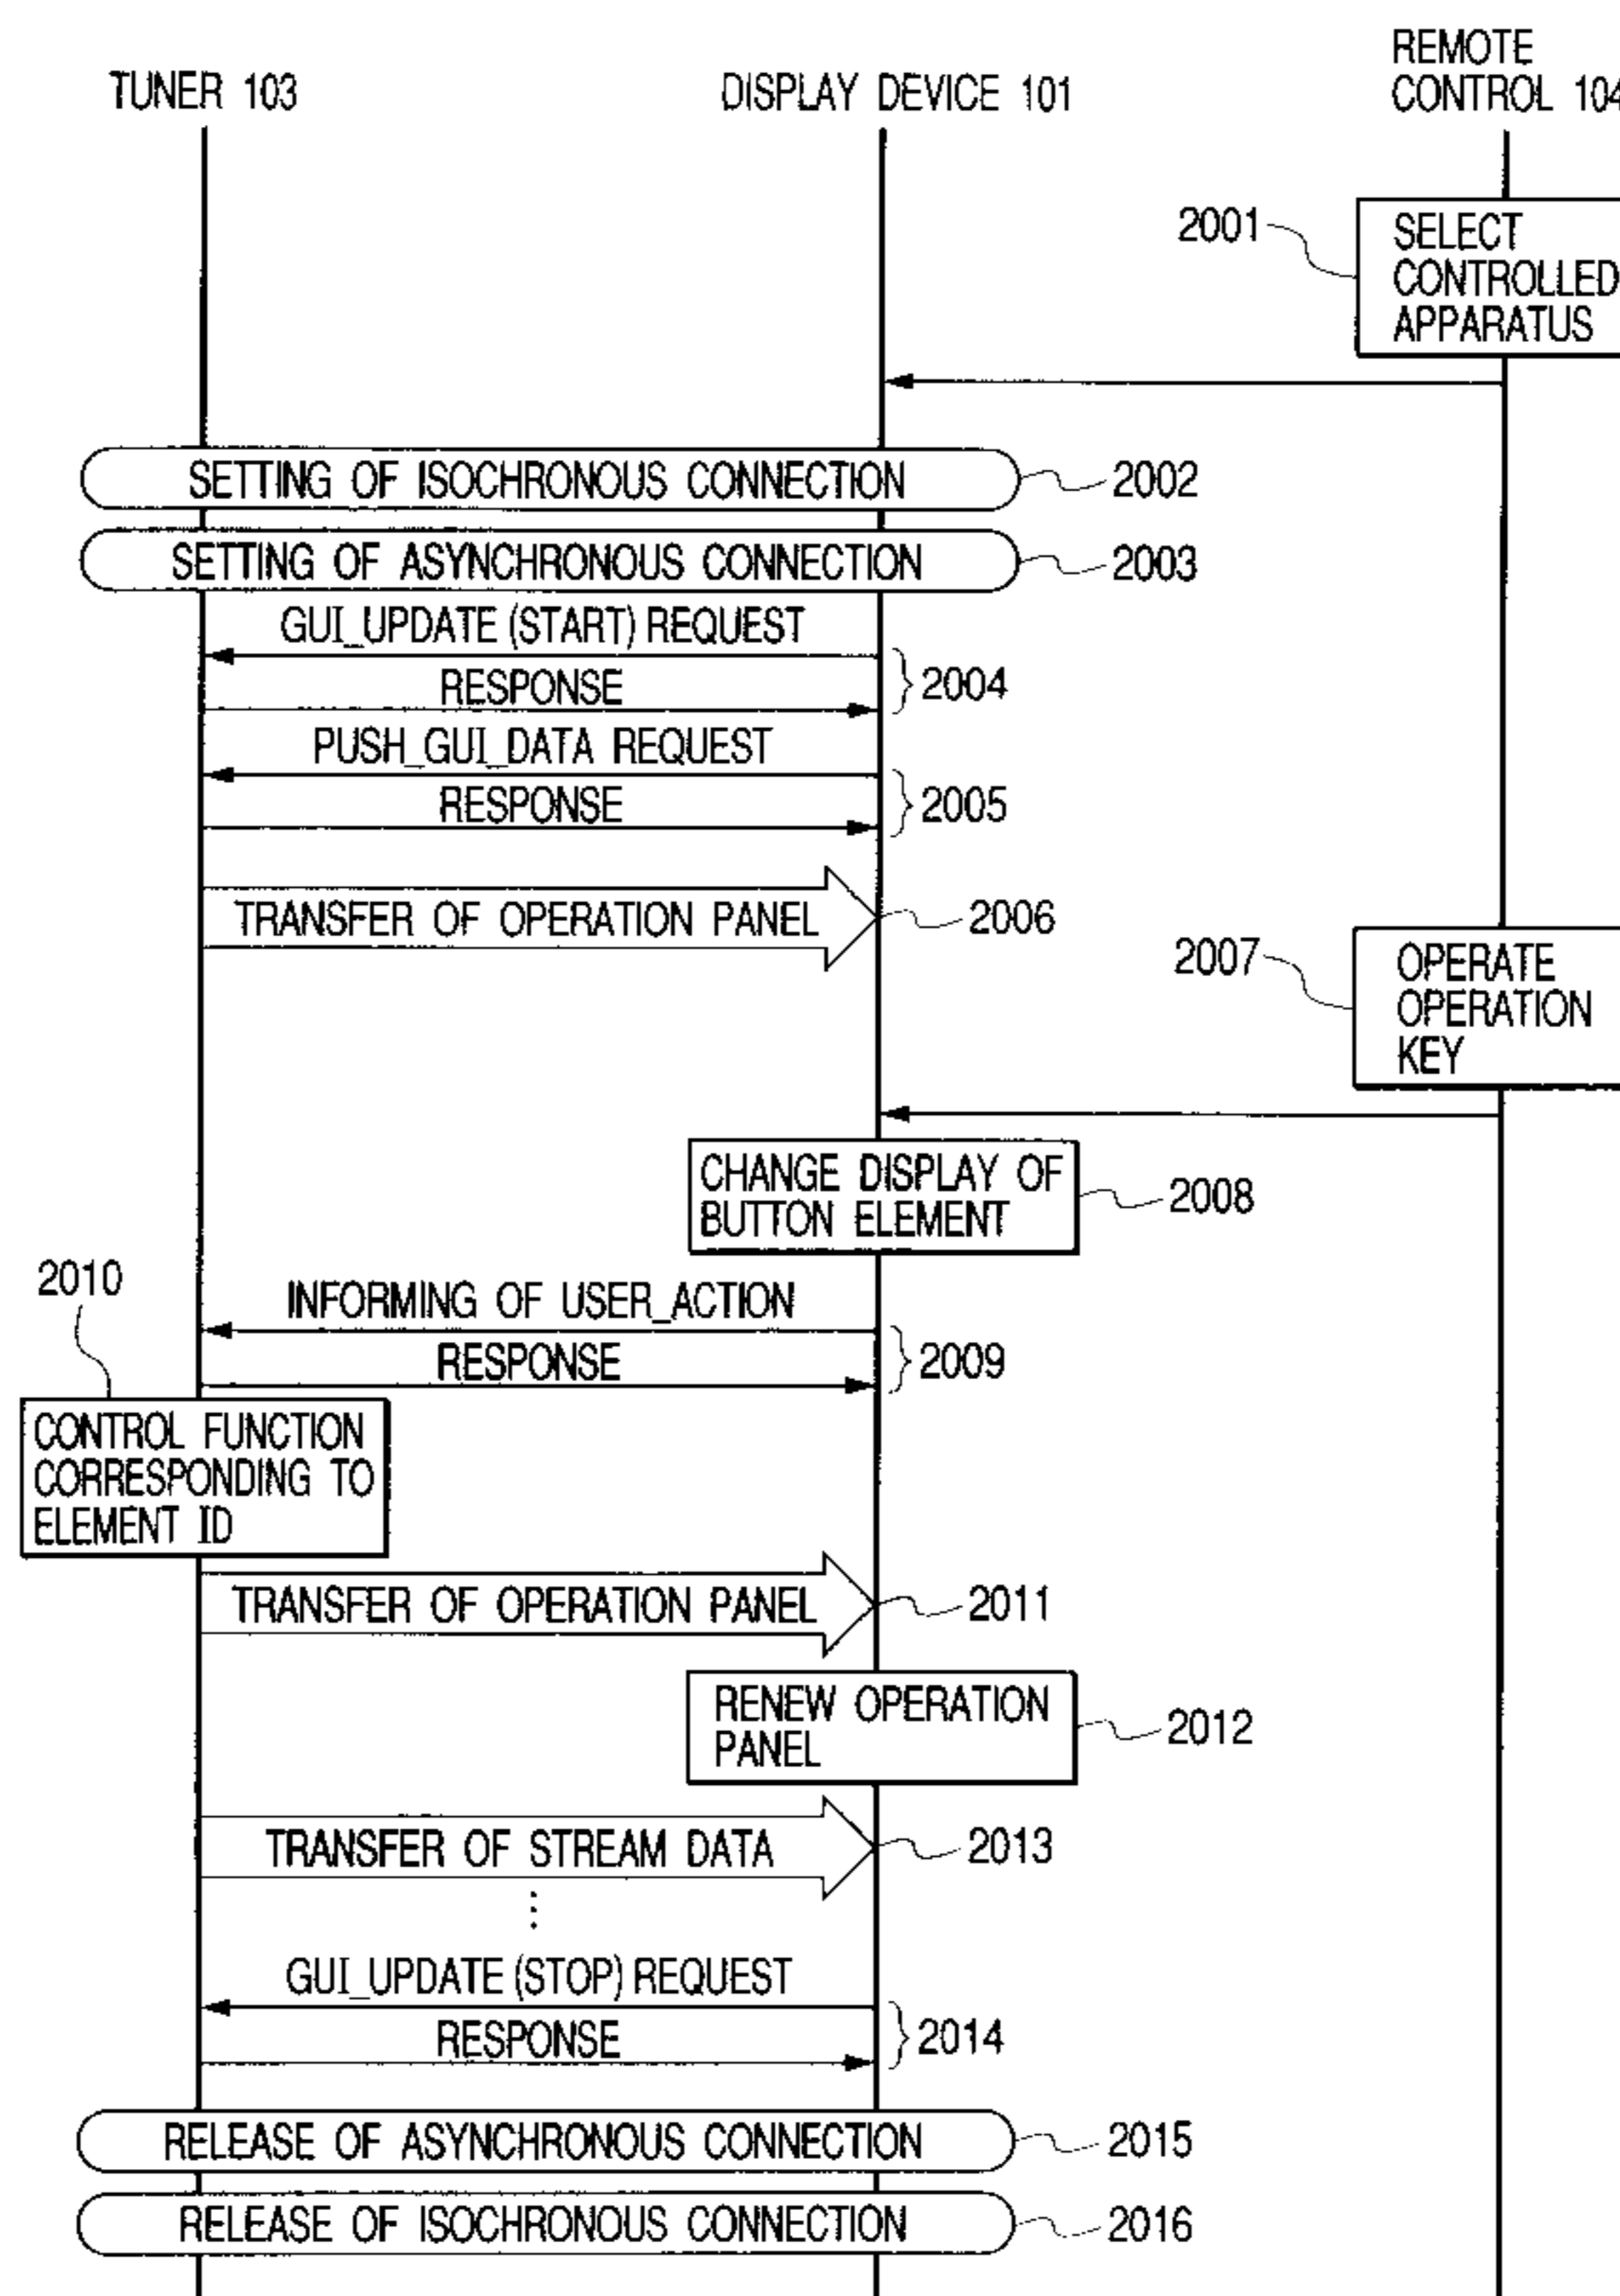 TUNER 103
DISPLAY DEVICE 101
REMOTE
CONTROL 104
2001
SELECT
CONTROLLED
APPARATUS
SETTING OF ISOCHRONOUS CONNECTION
2002
SETTING OF ASYNCHRONOUS CONNECTION
2003
GUI_UPDATE (START) REQUEST
RESPONSE
2004
PUSH_GUI_DATA REQUEST
RESPONSE
2005
TRANSFER OF OPERATION PANEL
2006
2007
OPERATE
OPERATION
KEY
CHANGE DISPLAY OF
BUTTON ELEMENT
2008
2010
INFORMING OF USER_ACTION
RESPONSE
2009
CONTROL FUNCTION
CORRESPONDING TO
ELEMENT ID
TRANSFER OF OPERATION PANEL
2011
RENEW OPERATION
PANEL
2012
TRANSFER OF STREAM DATA
2013
GUI_UPDATE (STOP) REQUEST
RESPONSE
2014
RELEASE OF ASYNCHRONOUS CONNECTION
2015
RELEASE OF ISOCHRONOUS CONNECTION
2016